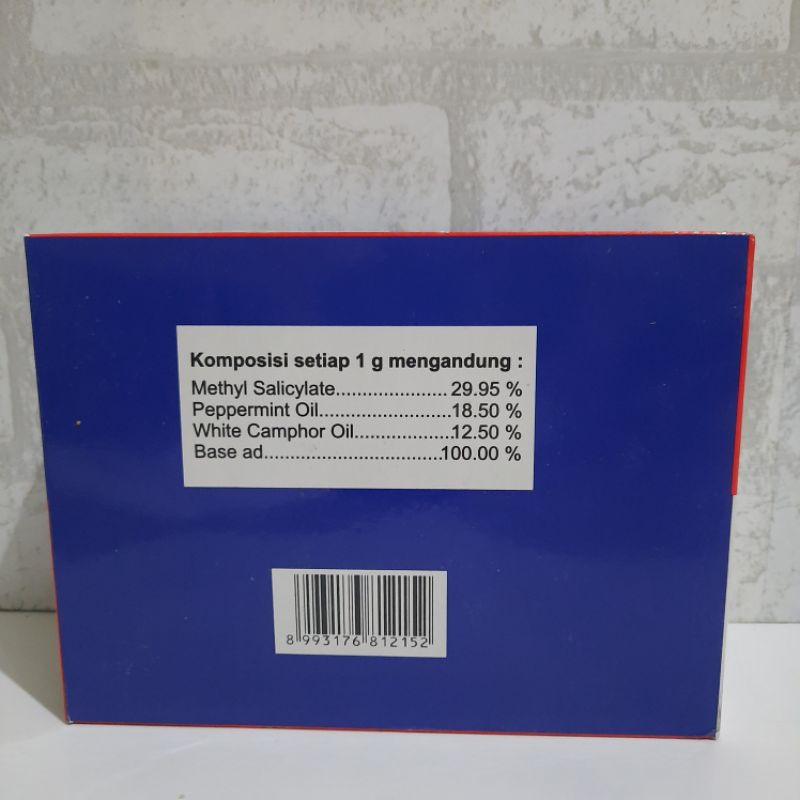 Komposisi setiap 1 g mengandung :
Methyl Salicylate.................... 29.95 %
Peppermint Oil.......................18.50 %
White Camphor Oil.................12.50 %
Base ad...............................100.00 %
8 993176 812152